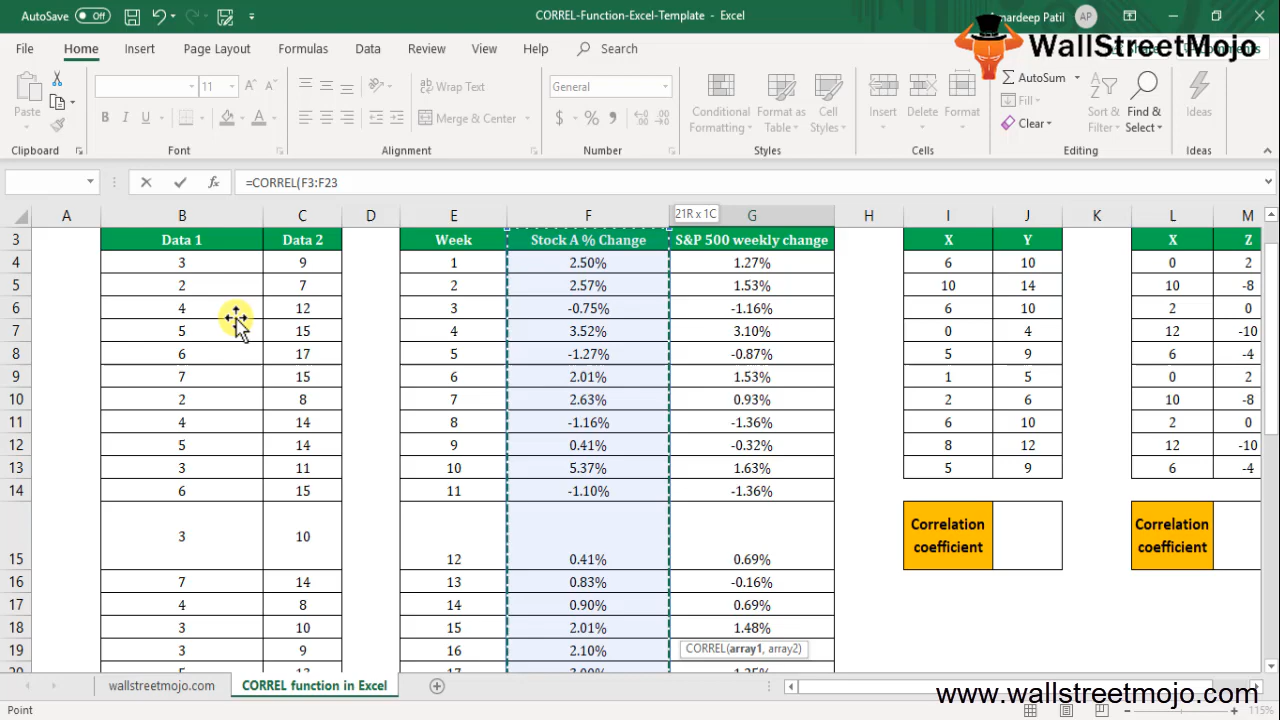 AutoSave Off CORREL-Function-Excel-Template - Excel Amardeep Patil AP
WallStreetMojo
File Home Insert Page Layout Formulas Data Review View Help Search
Paste 11 Wrap Text General Conditional Formatting Format as Table Cell Styles Insert Delete Format AutoSum Fill Clear Sort & Filter Find & Select Ideas
Merge & Center $ % 9
B I U A
Clipboard Font Alignment Number Styles Cells Editing Ideas
fx =CORREL(F3:F23
21R x 1C
A B C D E F G H I J K L M
3 Data 1 Data 2 Week Stock A % Change S&P 500 weekly change X Y X Z
4 3 9 1 2.50% 1.27% 6 10 0 2
5 2 7 2 2.57% 1.53% 10 14 10 -8
6 4 12 3 -0.75% -1.16% 6 10 2 0
7 5 15 4 3.52% 3.10% 0 4 12 -10
8 6 17 5 -1.27% -0.87% 5 9 6 -4
9 7 15 6 2.01% 1.53% 1 5 0 2
10 2 8 7 2.63% 0.93% 2 6 10 -8
11 4 14 8 -1.16% -1.36% 6 10 2 0
12 5 14 9 0.41% -0.32% 8 12 12 -10
13 3 11 10 5.37% 1.63% 5 9 6 -4
14 6 15 11 -1.10% -1.36%
15 3 10 12 0.41% 0.69% Correlation coefficient Correlation coefficient
16 7 14 13 0.83% -0.16%
17 4 8 14 0.90% 0.69%
18 3 10 15 2.01% 1.48%
19 3 9 16 2.10% CORREL(array1, array2)
wallstreetmojo.com CORREL function in Excel
www.wallstreetmojo.com
Point 115%